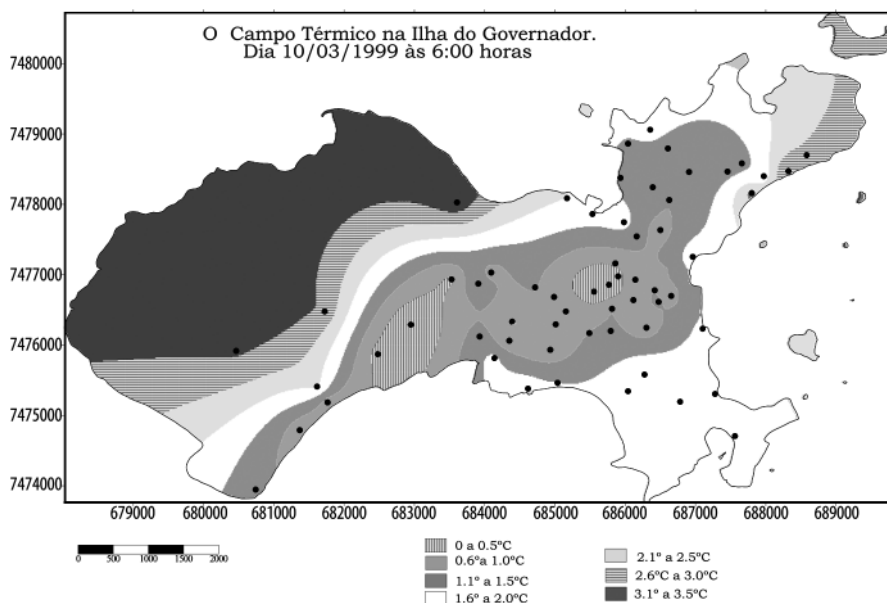 O Campo Térmico na Ilha do Governador.
Dia 10/03/1999 às 6:00 horas
7480000
7479000
7478000
7477000
7476000
7475000
7474000
679000 680000 681000 682000 683000 684000 685000 686000 687000 688000 689000
0 500 1000 1500 2000
0 a 0.5ºC
0.6ºa 1.0ºC
1.1º a 1.5ºC
1.6º a 2.0ºC
2.1º a 2.5ºC
2.6ºC a 3.0ºC
3.1º a 3.5ºC